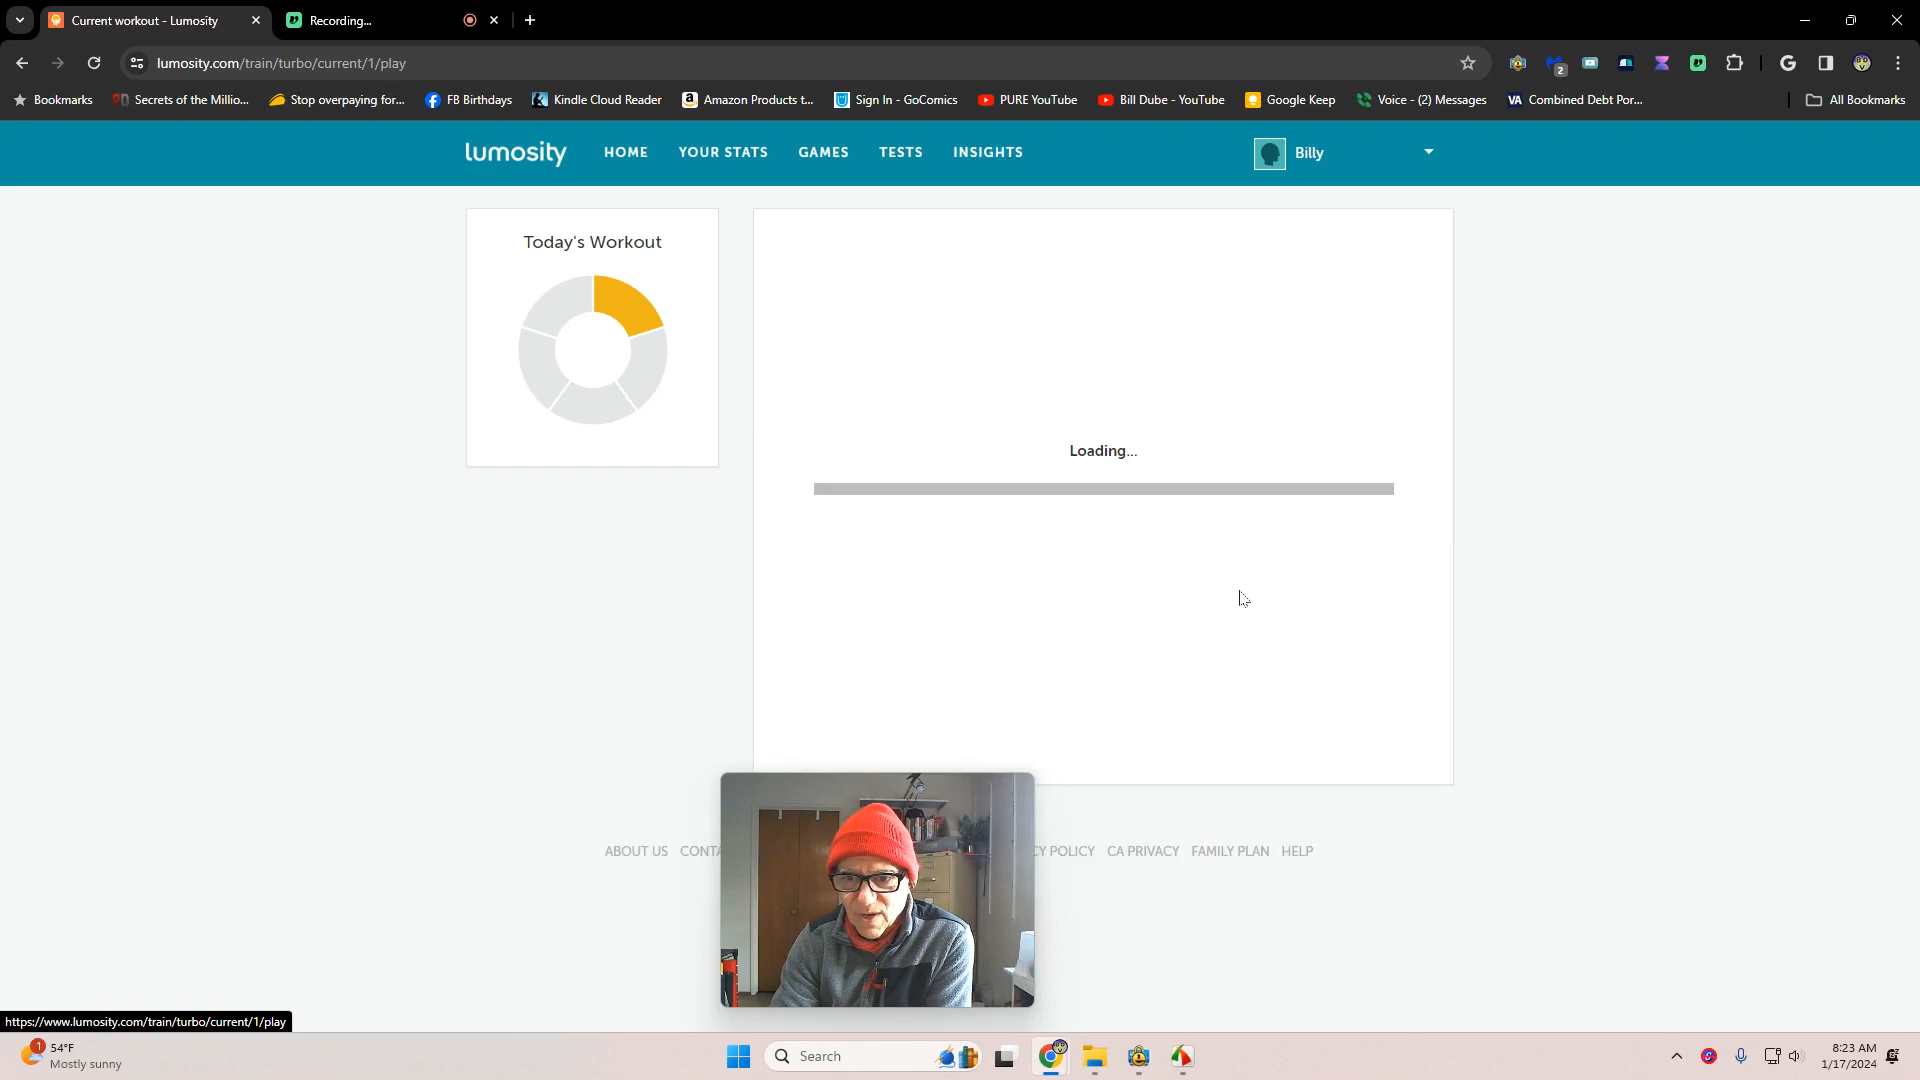 Current workout - Lumosity
Recording...
lumosity.com/train/turbo/current/1/play
2
Bookmarks
Secrets of the Millio...
Stop overpaying for...
FB Birthdays
Kindle Cloud Reader
Amazon Products t...
Sign In - GoComics
PURE YouTube
Bill Dube - YouTube
Google Keep
Voice - (2) Messages
VA Combined Debt Por...
All Bookmarks
lumosity
HOME
YOUR STATS
GAMES
TESTS
INSIGHTS
Billy
Today's Workout
Loading...
ABOUT US
CONTA
CY POLICY
CA PRIVACY
FAMILY PLAN
HELP
https://www.lumosity.com/train/turbo/current/1/play
1
54°F
Mostly sunny
Search
8:23 AM
1/17/2024